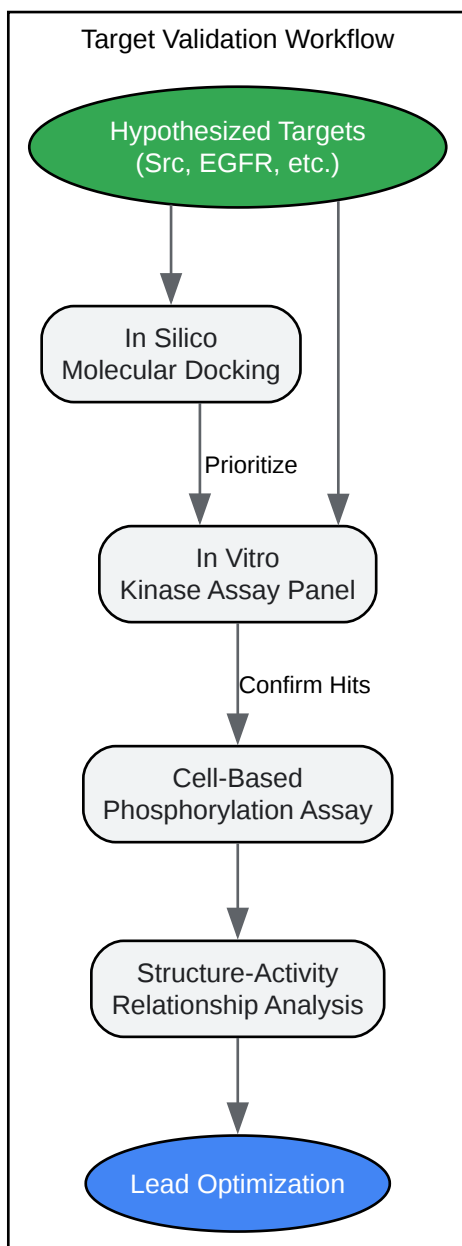 Target Validation Workflow
Hypothesized Targets
(Src, EGFR, etc.)
In Silico
Molecular Docking
Prioritize
In Vitro
Kinase Assay Panel
Confirm Hits
Cell-Based
Phosphorylation Assay
Structure-Activity
Relationship Analysis
Lead Optimization